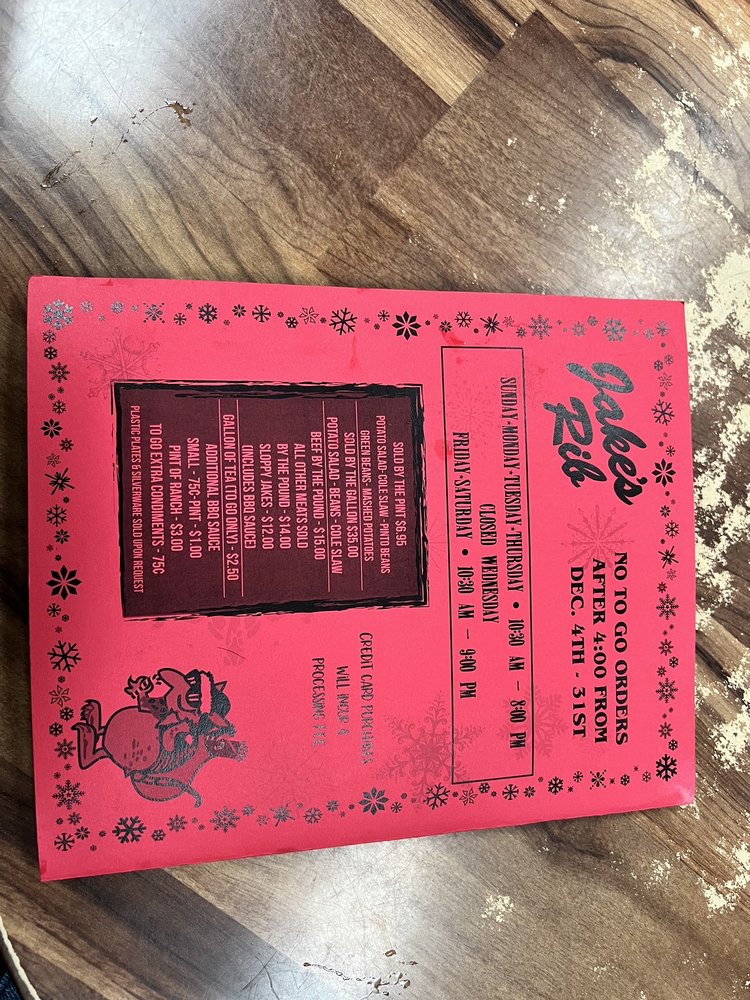 Jake's
Rib
NO TO GO ORDERS
AFTER 4:00 FROM
DEC. 4TH - 31ST
SUNDAY-MONDAY-TUESDAY-THURSDAY • 10:30 AM – 8:00 PM
CLOSED WEDNESDAY
FRIDAY-SATURDAY • 10:30 AM – 9:00 PM
SOLD BY THE PINT $6.95
POTATO SALAD- COLE SLAW - PINTO BEANS
GREEN BEANS - MASHED POTATOES
SOLD BY THE GALLON $35.00
POTATO SALAD - BEANS - COLE SLAW
BEEF BY THE POUND - $15.00
ALL OTHER MEATS SOLD
BY THE POUND - $14.00
SLOPPY JAKES - $12.00
(INCLUDES BBQ SAUCE)
GALLON OF TEA (TO GO ONLY) - $2.50
ADDITIONAL BBQ SAUCE
SMALL - 75C-PINT - $1.00
PINT OF RANCH - $3.00
TO GO EXTRA CONDIMENTS - 75C
PLASTIC PLATES & SILVERWARE SOLD UPON REQUEST
CREDIT CARD PURCHASES
WILL INCUR A
PROCESSING FEE